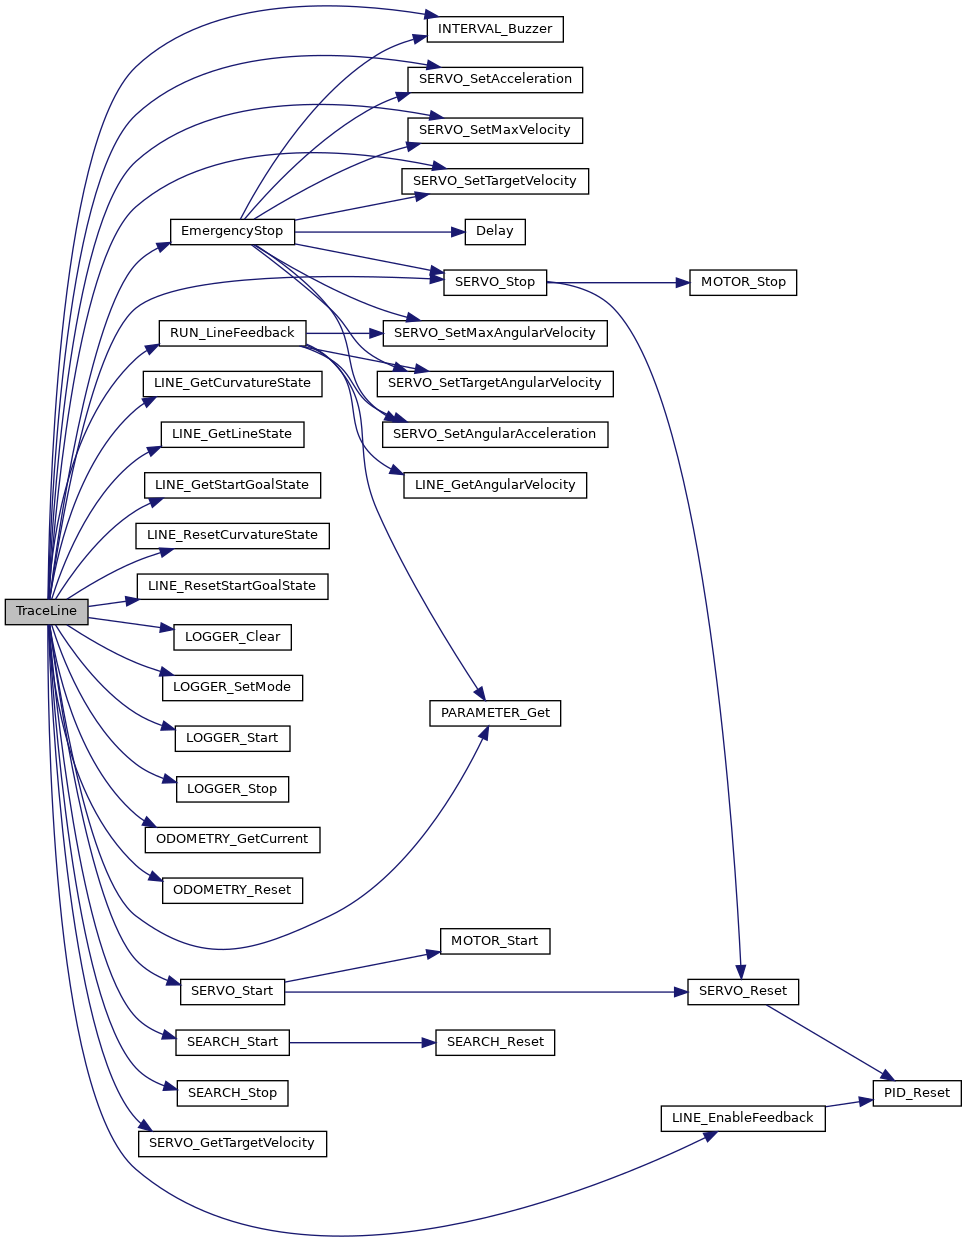 INTERVAL_Buzzer
SERVO_SetAcceleration
SERVO_SetMaxVelocity
SERVO_SetTargetVelocity
EmergencyStop
Delay
SERVO_Stop
MOTOR_Stop
RUN_LineFeedback
SERVO_SetMaxAngularVelocity
LINE_GetCurvatureState
SERVO_SetTargetAngularVelocity
LINE_GetLineState
SERVO_SetAngularAcceleration
LINE_GetStartGoalState
LINE_GetAngularVelocity
LINE_ResetCurvatureState
LINE_ResetStartGoalState
TraceLine
LOGGER_Clear
LOGGER_SetMode
PARAMETER_Get
LOGGER_Start
LOGGER_Stop
ODOMETRY_GetCurrent
ODOMETRY_Reset
MOTOR_Start
SERVO_Start
SERVO_Reset
SEARCH_Start
SEARCH_Reset
SEARCH_Stop
PID_Reset
LINE_EnableFeedback
SERVO_GetTargetVelocity